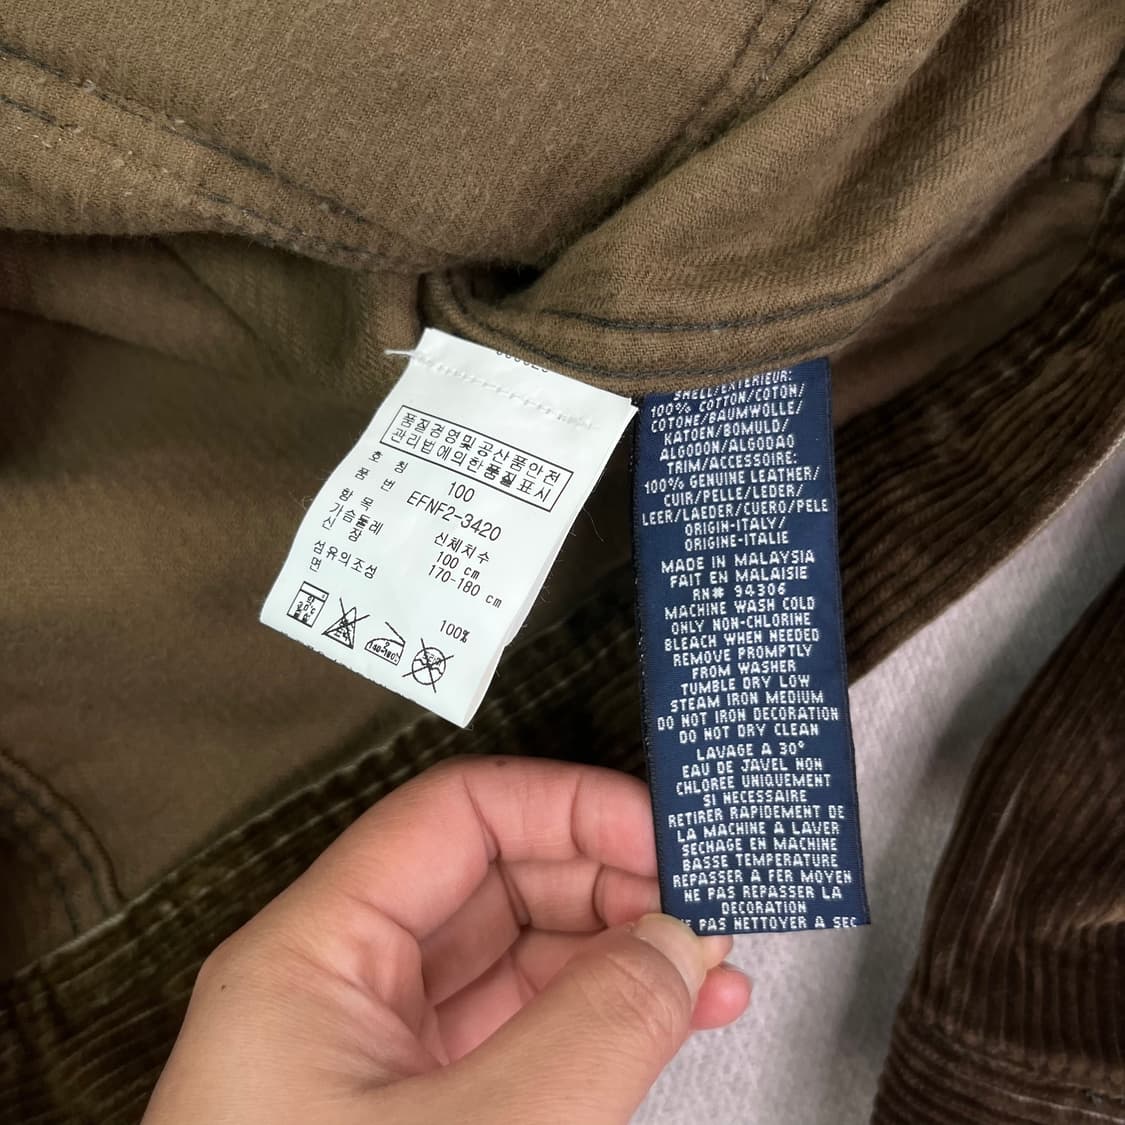 품질경영및공산품안전
관리법에의한품질표시
호 칭 100
품 번 EFNF2-3420
항 목 신체치수
가슴둘레 100 cm
신 장 170-180 cm
섬유의조성
면 100%
SHELL/EXTERIEUR:
100% COTTON/COTON/
COTONE/BAUMWOLLE/
KATOEN/BOMULD/
ALGODON/ALGODAO
TRIM/ACCESSOIRE:
100% GENUINE LEATHER/
CUIR/PELLE/LEDER/
LEER/LAEDER/CUERO/PELE
ORIGIN-ITALY/
ORIGINE-ITALIE
MADE IN MALAYSIA
FAIT EN MALAISIE
RN# 94306
MACHINE WASH COLD
ONLY NON-CHLORINE
BLEACH WHEN NEEDED
REMOVE PROMPTLY
FROM WASHER
TUMBLE DRY LOW
STEAM IRON MEDIUM
DO NOT IRON DECORATION
DO NOT DRY CLEAN
LAVAGE A 30°
EAU DE JAVEL NON
CHLOREE UNIQUEMENT
SI NECESSAIRE
RETIRER RAPIDEMENT DE
LA MACHINE A LAVER
SECHAGE EN MACHINE
BASSE TEMPERATURE
REPASSER A FER MOYEN
NE PAS REPASSER LA
DECORATION
PAS NETTOYER A SEC